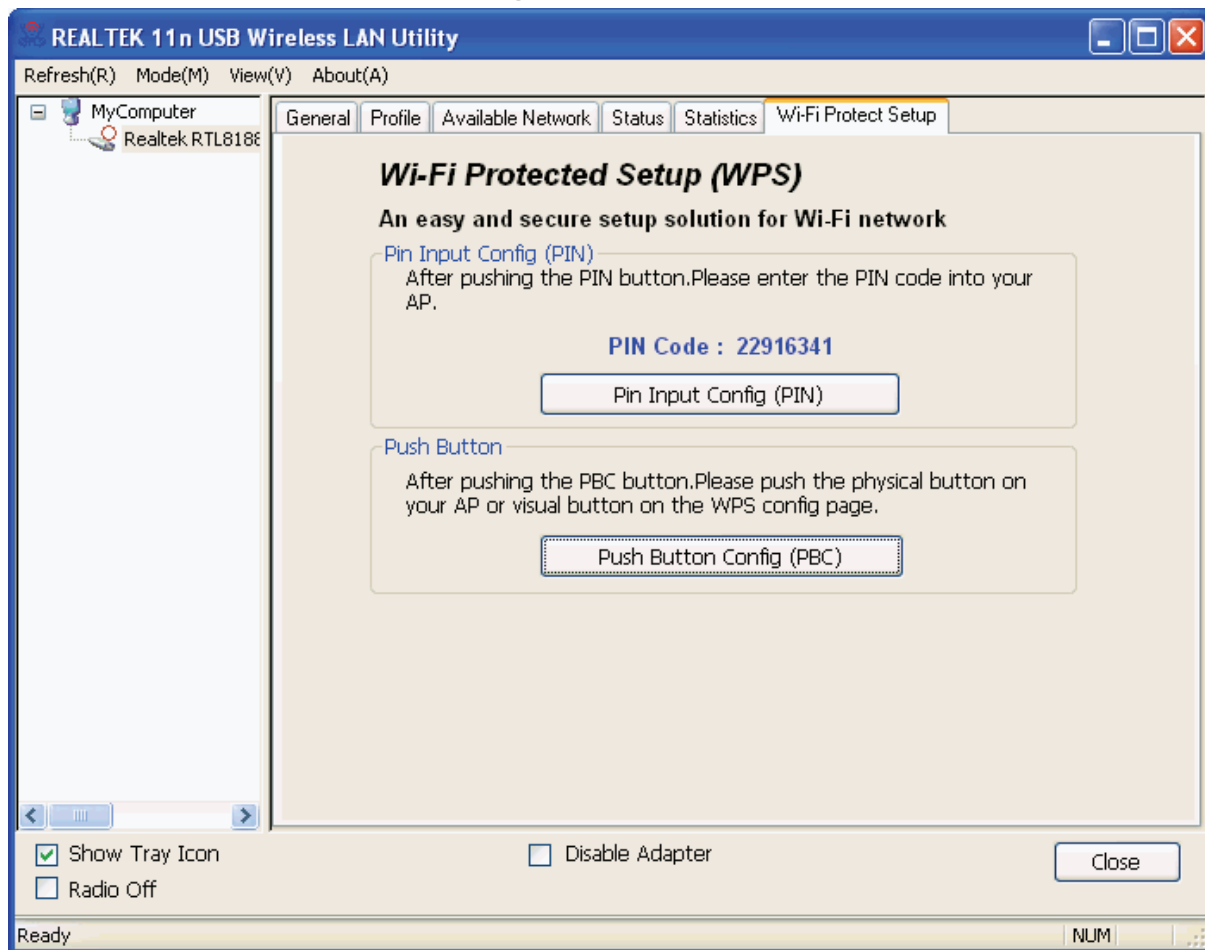 REALTEK 11n USB Wireless LAN Utility
Refresh(R) Mode(M) View(V) About(A)
MyComputer
Realtek RTL8188
General Profile Available Network Status Statistics Wi-Fi Protect Setup
Wi-Fi Protected Setup (WPS)
An easy and secure setup solution for Wi-Fi network
Pin Input Config (PIN)
After pushing the PIN button.Please enter the PIN code into your
AP.
PIN Code : 22916341
Pin Input Config (PIN)
Push Button
After pushing the PBC button.Please push the physical button on
your AP or visual button on the WPS config page.
Push Button Config (PBC)
Show Tray Icon
Disable Adapter
Close
Radio Off
Ready
NUM